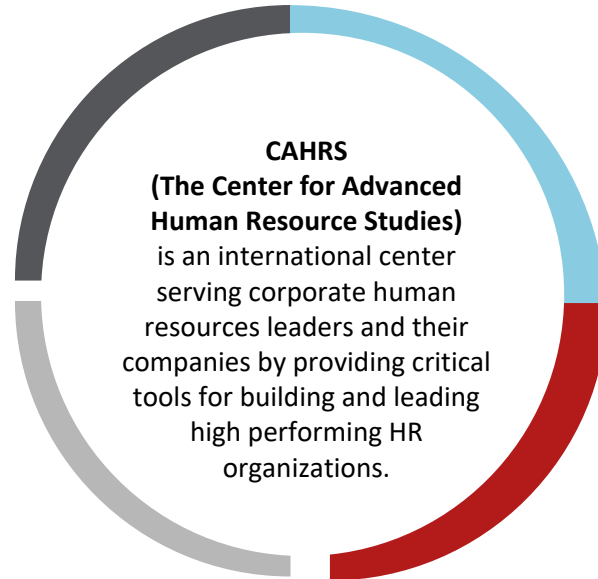 CAHRS
(The Center for Advanced
Human Resource Studies)
is an international center
serving corporate human
resources leaders and their
companies by providing critical
tools for building and leading
high performing HR
organizations.